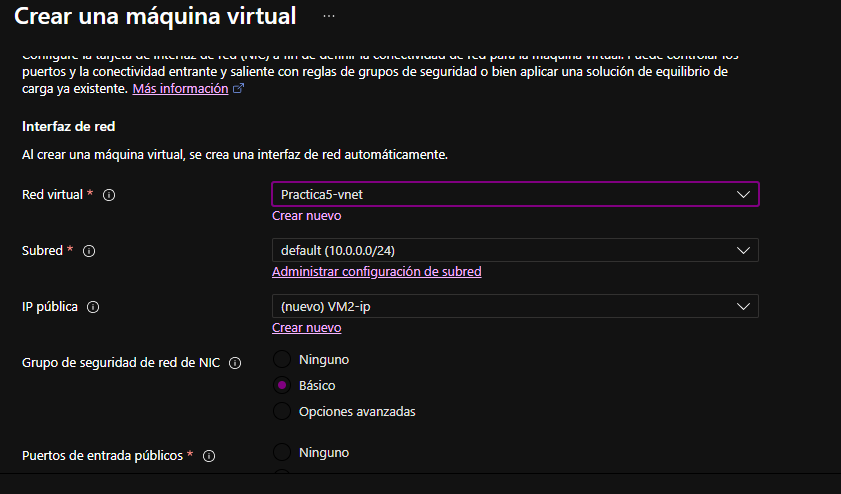 Crear una máquina virtual ...
Configure la tarjeta de interfaz de red (NIC) a fin de definir la conectividad de red para la máquina virtual. Puede controlar los
puertos y la conectividad entrante y saliente con reglas de grupos de seguridad o bien aplicar una solución de equilibrio de
carga ya existente. Más información
Interfaz de red
Al crear una máquina virtual, se crea una interfaz de red automáticamente.
Red virtual *
Practica5-vnet
Crear nuevo
Subred *
default (10.0.0.0/24)
Administrar configuración de subred
IP pública
(nuevo) VM2-ip
Crear nuevo
Grupo de seguridad de red de NIC
Ninguno
Básico
Opciones avanzadas
Puertos de entrada públicos *
Ninguno